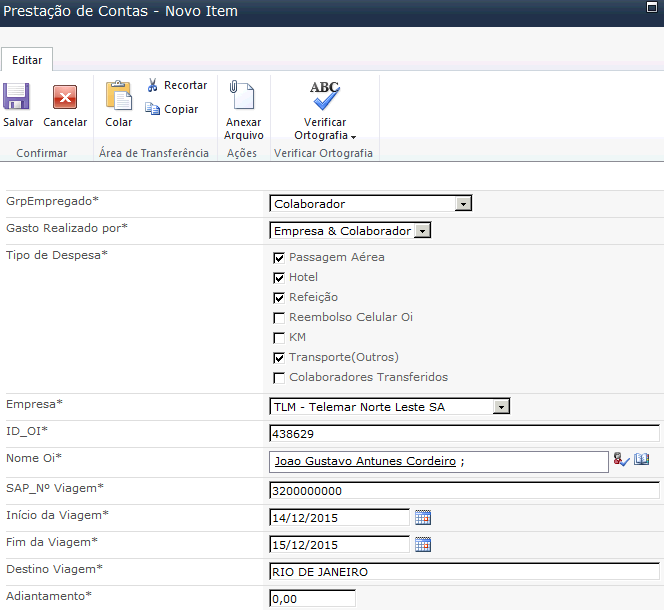 Prestação de Contas - Novo Item
Editar
Salvar
Cancelar
Colar
Recortar
Copiar
Anexar
Arquivo
ABC
Verificar
Ortografia
Confirmar
Área de Transferência
Ações
Verificar Ortografia
GrpEmpregado* Colaborador
Gasto Realizado por* Empresa & Colaborador
Tipo de Despesa* Passagem Aérea
Hotel
Refeição
Reembolso Celular Oi
KM
Transporte(Outros)
Colaboradores Transferidos
Empresa* TLM - Telemar Norte Leste SA
ID_OI* 438629
Nome Oi* Joao Gustavo Antunes Cordeiro ;
SAP_Nº Viagem* 3200000000
Início da Viagem* 14/12/2015
Fim da Viagem* 15/12/2015
Destino Viagem* RIO DE JANEIRO
Adiantamento* 0,00